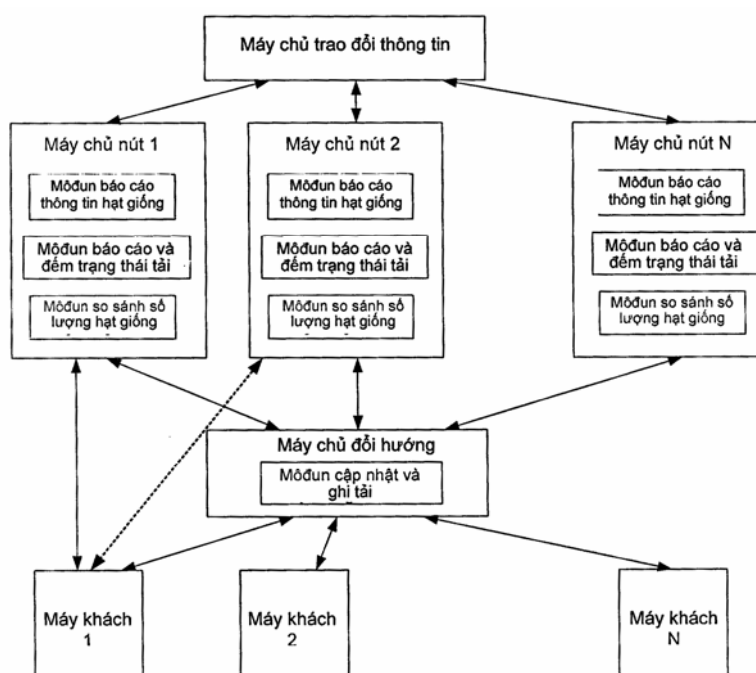 Máy chủ trao đổi thông tin
Máy chủ nút 1
Môđun báo cáo
thông tin hạt giống
Môđun báo cáo và
đếm trạng thái tải
Môđun so sánh số
lượng hạt giống
Máy chủ nút 2
Môđun báo cáo
thông tin hạt giống
Môđun báo cáo và
đếm trạng thái tải
Môđun so sánh số
lượng hạt giống
Máy chủ nút N
Môđun báo cáo
thông tin hạt giống
Môđun báo cáo và
đếm trạng thái tải
Môđun so sánh số
lượng hạt giống
Máy chủ đổi hướng
Môđun cập nhật và
ghi tải
Máy khách
1
Máy khách
2
Máy khách
N